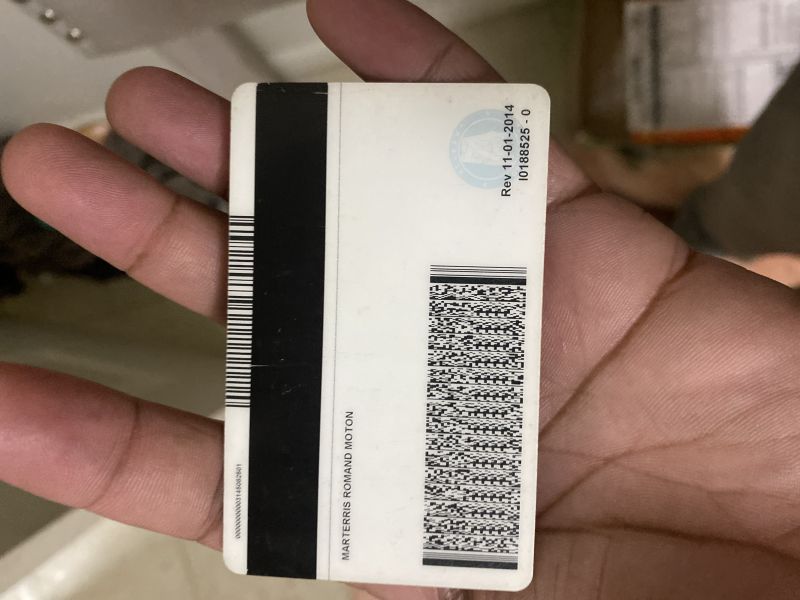 Rev 11-01-2014
I0188525 - 0
MARTERRIS ROMAND MOTON